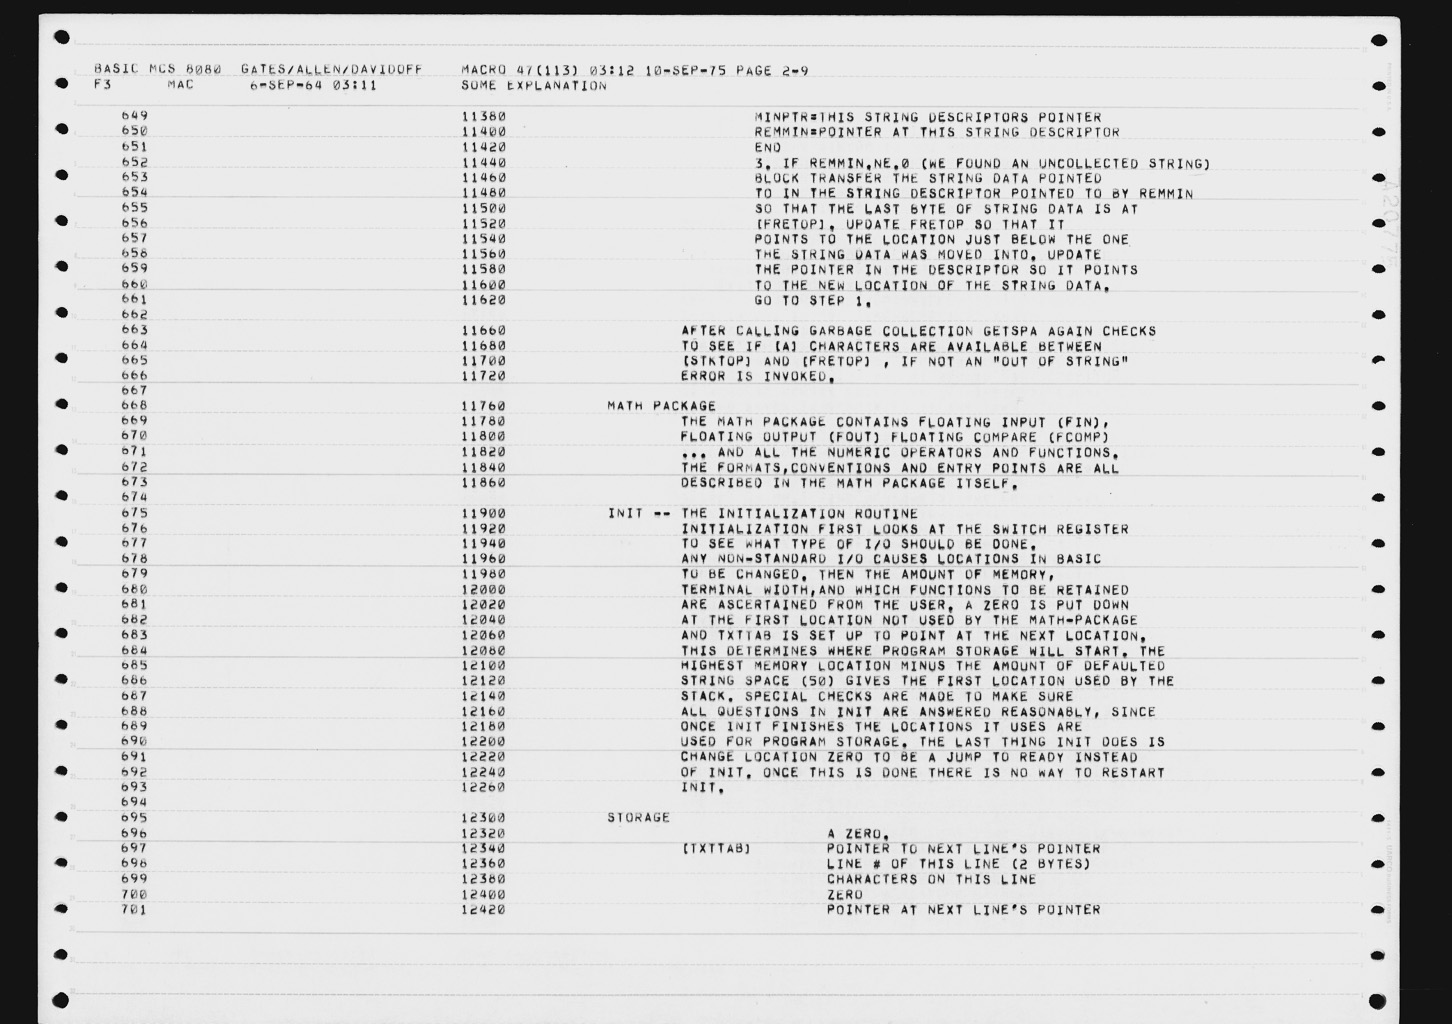 BASIC MCS 8080 GATES/ALLEN/DAVIDOFF MACRO 47(113) 03:12 10-SEP-75 PAGE 2-9
F3 MAC 6-SEP-64 03:11 SOME EXPLANATION
649 11380 MINPTR=THIS STRING DESCRIPTORS POINTER
650 11400 REMMIN=POINTER AT THIS STRING DESCRIPTOR
651 11420 END
652 11440 3. IF REMMIN.NE.0 (WE FOUND AN UNCOLLECTED STRING)
653 11460 BLOCK TRANSFER THE STRING DATA POINTED
654 11480 TO IN THE STRING DESCRIPTOR POINTED TO BY REMMIN
655 11500 SO THAT THE LAST BYTE OF STRING DATA IS AT
656 11520 [FRETOP]. UPDATE FRETOP SO THAT IT
657 11540 POINTS TO THE LOCATION JUST BELOW THE ONE
658 11560 THE STRING DATA WAS MOVED INTO. UPDATE
659 11580 THE POINTER IN THE DESCRIPTOR SO IT POINTS
660 11600 TO THE NEW LOCATION OF THE STRING DATA.
661 11620 GO TO STEP 1.
662
663 11660 AFTER CALLING GARBAGE COLLECTION GETSPA AGAIN CHECKS
664 11680 TO SEE IF [A] CHARACTERS ARE AVAILABLE BETWEEN
665 11700 [STKTOP] AND [FRETOP] , IF NOT AN "OUT OF STRING"
666 11720 ERROR IS INVOKED.
667
668 11760 MATH PACKAGE
669 11780 THE MATH PACKAGE CONTAINS FLOATING INPUT (FIN),
670 11800 FLOATING OUTPUT (FOUT) FLOATING COMPARE (FCOMP)
671 11820 ... AND ALL THE NUMERIC OPERATORS AND FUNCTIONS.
672 11840 THE FORMATS,CONVENTIONS AND ENTRY POINTS ARE ALL
673 11860 DESCRIBED IN THE MATH PACKAGE ITSELF.
674
675 11900 INIT -- THE INITIALIZATION ROUTINE
676 11920 INITIALIZATION FIRST LOOKS AT THE SWITCH REGISTER
677 11940 TO SEE WHAT TYPE OF I/O SHOULD BE DONE.
678 11960 ANY NON-STANDARD I/O CAUSES LOCATIONS IN BASIC
679 11980 TO BE CHANGED. THEN THE AMOUNT OF MEMORY,
680 12000 TERMINAL WIDTH,AND WHICH FUNCTIONS TO BE RETAINED
681 12020 ARE ASCERTAINED FROM THE USER. A ZERO IS PUT DOWN
682 12040 AT THE FIRST LOCATION NOT USED BY THE MATH-PACKAGE
683 12060 AND TXTTAB IS SET UP TO POINT AT THE NEXT LOCATION.
684 12080 THIS DETERMINES WHERE PROGRAM STORAGE WILL START. THE
685 12100 HIGHEST MEMORY LOCATION MINUS THE AMOUNT OF DEFAULTED
686 12120 STRING SPACE (50) GIVES THE FIRST LOCATION USED BY THE
687 12140 STACK. SPECIAL CHECKS ARE MADE TO MAKE SURE
688 12160 ALL QUESTIONS IN INIT ARE ANSWERED REASONABLY, SINCE
689 12180 ONCE INIT FINISHES THE LOCATIONS IT USES ARE
690 12200 USED FOR PROGRAM STORAGE. THE LAST THING INIT DOES IS
691 12220 CHANGE LOCATION ZERO TO BE A JUMP TO READY INSTEAD
692 12240 OF INIT. ONCE THIS IS DONE THERE IS NO WAY TO RESTART
693 12260 INIT.
694
695 12300 STORAGE
696 12320 A ZERO.
697 12340 [TXTTAB] POINTER TO NEXT LINE'S POINTER
698 12360 LINE # OF THIS LINE (2 BYTES)
699 12380 CHARACTERS ON THIS LINE
700 12400 ZERO
701 12420 POINTER AT NEXT LINE'S POINTER